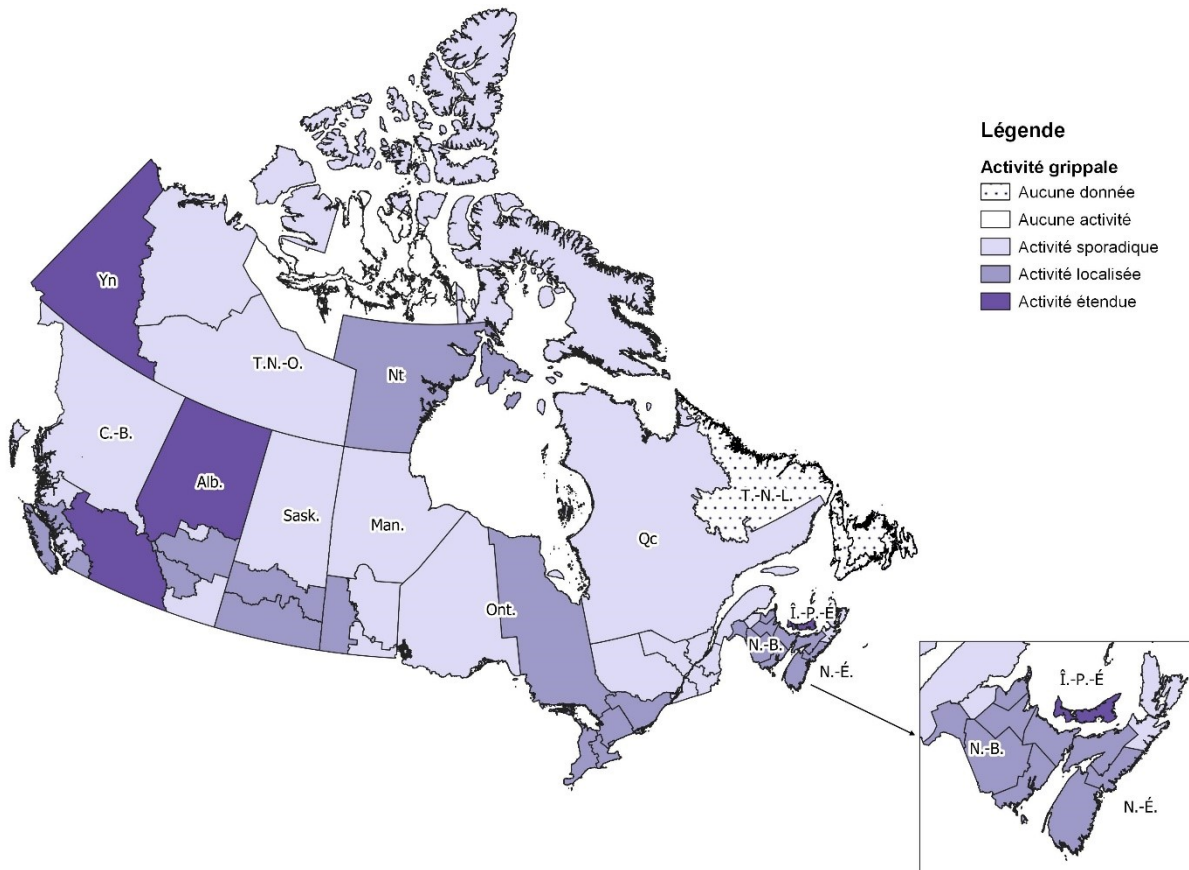 Légende
Activité grippale
Aucune donnée
Aucune activité
Activité sporadique
Activité localisée
Activité étendue
Yn
T.N.-O.
Nt
C.-B.
Alb.
Sask.
Man.
Ont.
Qc
T.-N.-L.
Î.-P.-É
N.-B.
N.-É.
Î.-P.-É
N.-B.
N.-É.